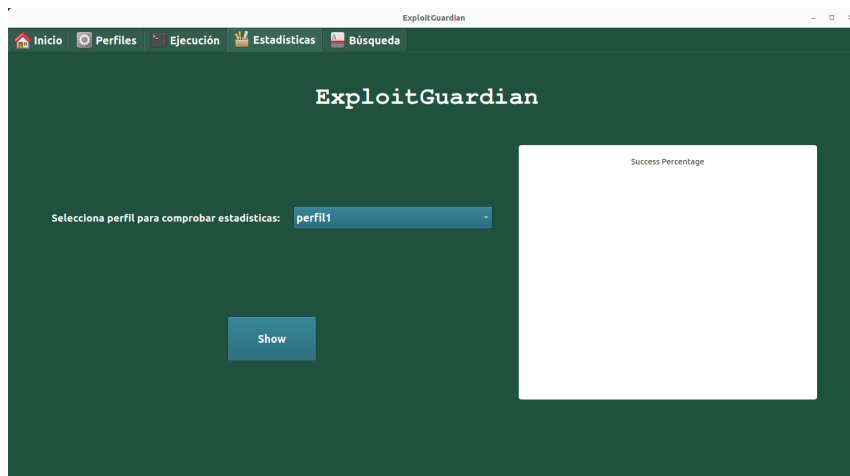 ExploitGuardian
Inicio Perfiles Ejecución Estadísticas Búsqueda
ExploitGuardian
Success Percentage
Selecciona perfil para comprobar estadísticas: perfil1
Show